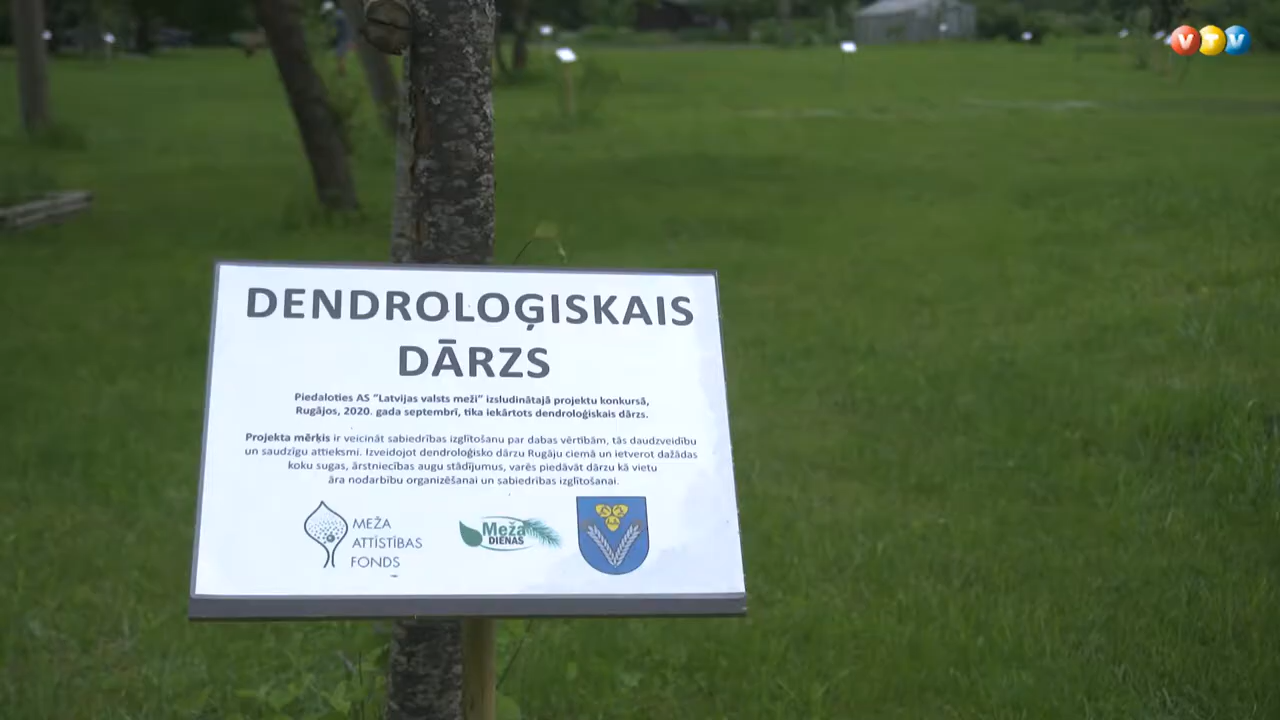 VTV
DENDROLOĢISKAIS
DĀRZS
Piedaloties AS "Latvijas valsts meži" izsludinātajā projektu konkursā,
Rugājos, 2020. gada septembrī, tika iekārtots dendroloģiskais dārzs.
Projekta mērķis ir veicināt sabiedrības izglītošanu par dabas vērtībām, tās daudzveidību
un saudzīgu attieksmi. Izveidojot dendroloģisko dārzu Rugāju ciemā un ietverot dažādas
koku sugas, ārstniecības augu stādījumus, varēs piedāvāt dārzu kā vietu
āra nodarbību organizēšanai un sabiedrības izglītošanai.
MEŽA
ATTĪSTĪBAS
FONDS
Meža
DIENAS